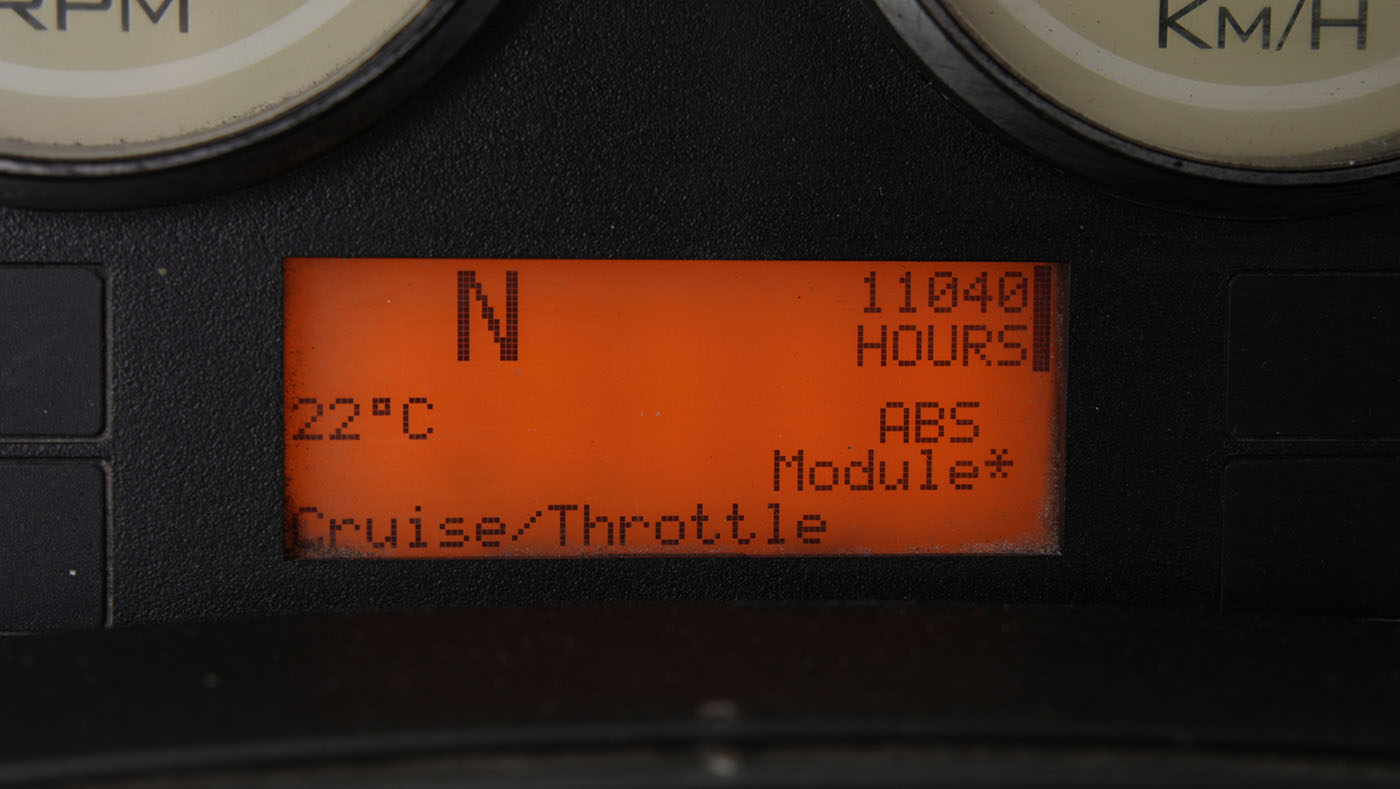 RPM
KM/H
N
11040
HOURS
22°C
ABS
Module*
Cruise/Throttle